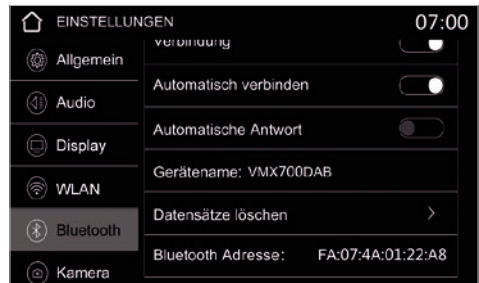 EINSTELLUNGEN 07:00
Allgemein
Audio
Display
WLAN
Bluetooth
Kamera
Verbindung
Automatisch verbinden
Automatische Antwort
Gerätename: VMX700DAB
Datensätze löschen
Bluetooth Adresse: FA:07:4A:01:22:A8